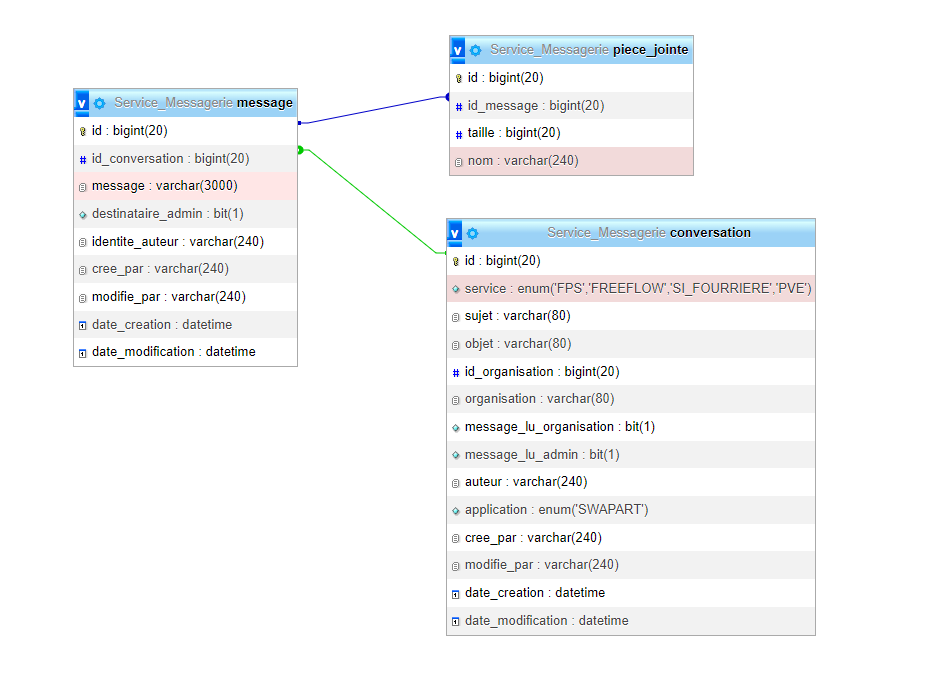 v Service_Messagerie message
id : bigint(20)
# id_conversation : bigint(20)
message : varchar(3000)
destinataire_admin : bit(1)
identite_auteur : varchar(240)
cree_par : varchar(240)
modifie_par : varchar(240)
date_creation : datetime
date_modification : datetime
v Service_Messagerie piece_jointe
id : bigint(20)
# id_message : bigint(20)
# taille : bigint(20)
nom : varchar(240)
v Service_Messagerie conversation
id : bigint(20)
service : enum('FPS','FREEFLOW','SI_FOURRIERE','PVE')
sujet : varchar(80)
objet : varchar(80)
# id_organisation : bigint(20)
organisation : varchar(80)
message_lu_organisation : bit(1)
message_lu_admin : bit(1)
auteur : varchar(240)
application : enum('SWAPART')
cree_par : varchar(240)
modifie_par : varchar(240)
date_creation : datetime
date_modification : datetime